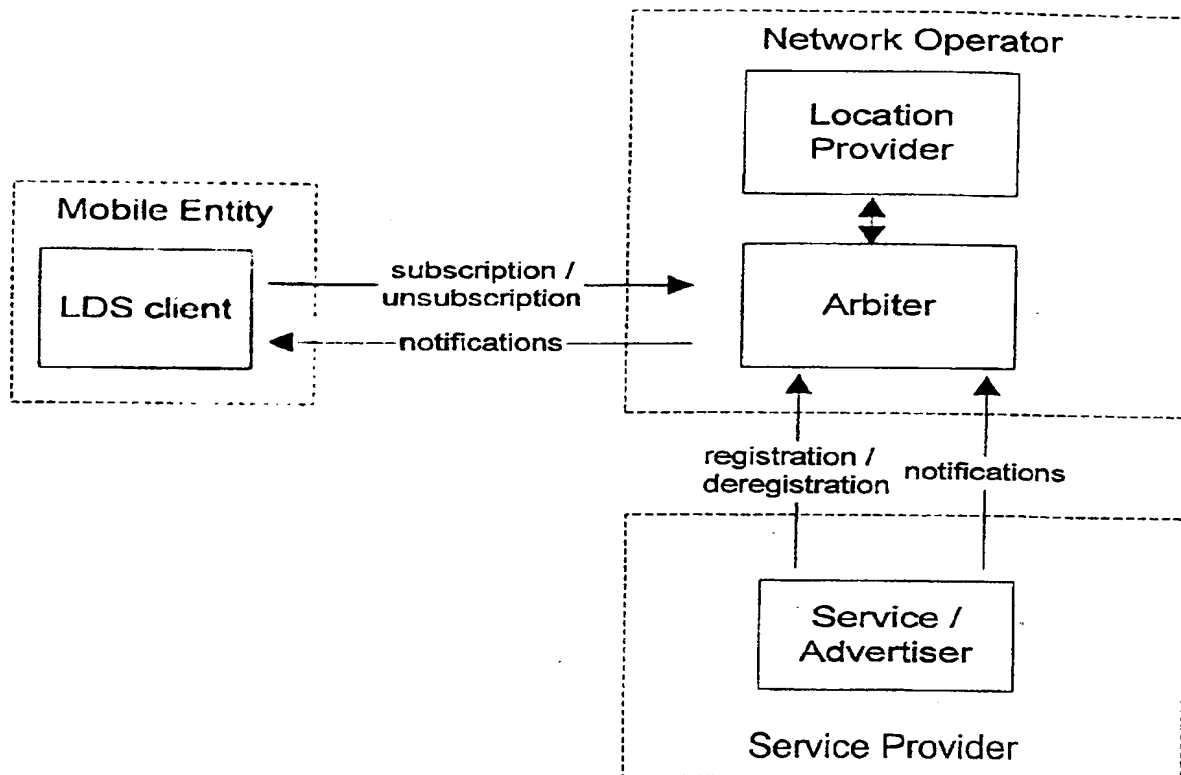 Network Operator
Location
Provider
Mobile Entity
LDS client
subscription /
unsubscription
notifications
Arbiter
registration /
deregistration
notifications
Service /
Advertiser
Service Provider